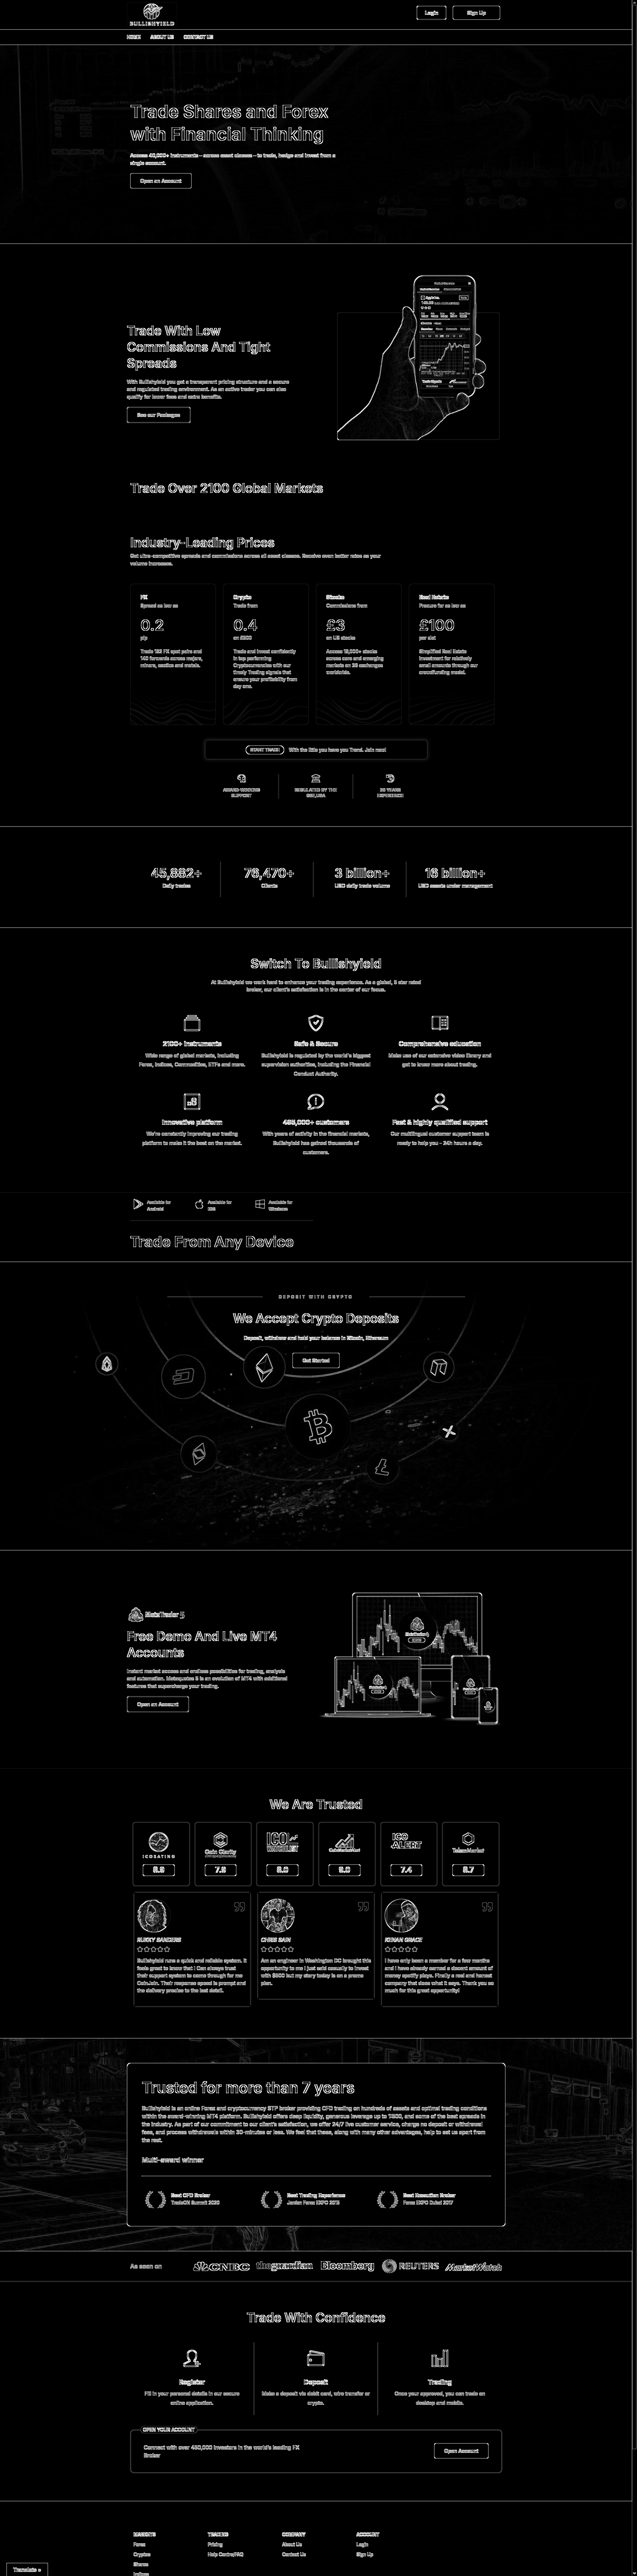 BULLISHYIELD
Login
Sign Up
HOME
ABOUT US
CONTACT US
Trade Shares and Forex
with Financial Thinking
Access 40,000+ instruments – across asset classes – to trade, hedge and invest from a
single account.
Open an Account
Trade With Low
Commissions And Tight
Spreads
With Bullishyield you get a transparent pricing structure and a secure
and regulated trading environment. As an active trader you can also
qualify for lower fees and extra benefits.
See our Packages
Trade Over 2100 Global Markets
Industry-Leading Prices
Get ultra-competitive spreads and commissions across all asset classes. Receive even better rates as your
volume increases.
FX
Spread as low as
0.2
pip
Trade 182 FX spot pairs and
140 forwards across majors,
minors, exotics and metals.
Crypto
Trade from
0.4
Trade and invest confidently
in top performing
Cryptocurrencies with our
timely Trading signals that
ensure your profitability from
day one.
Stocks
Commissions from
£3
on US stocks
stocks
across core and emerging
markets on 36 exchanges
worldwide.
Real Estate
Procure for as low as
£100
per slot
Simplified Real Estate
investment for relatively
small amounts through our
crowdfunding model.
START TRADE!
With the little you have you Trend. Join now!
AWARD-WINNING
SUPPORT
REGULATED BY THE
YEARS
EXPERIENCE
45,882+
Daily trades
76,470+
Clients
3 billion+
USD daily trade volume
16 billion+
USD assets under management
Switch To Bullishyield
At Bullishyield we work hard to enhance your trading experience. As a global, 5 star rated
broker, our client's satisfaction is in the center of our focus.
2100+ Instruments
Wide range of global markets, including
Forex, Indices, Commodities, ETFs and more.
Safe & Secure
Bullishyield is regulated by the world's biggest
supervision authorities, including the Financial
Conduct Authority.
Comprehensive education
Make use of our extensive video library and
get to know more about trading.
Innovative platform
We're constantly improving our trading
platform to make it the best on the market.
customers
With years of activity in the financial markets,
Bullishyield has gained thousands of
customers.
Fast & highly qualified support
Our multilingual customer support team is
ready to help you - 24h hours a day.
Available for
Android
Available for
IOS
Available for
Windows
Trade From Any Device
DEPOSIT WITH CRYPTO
We Accept Crypto Deposits
Deposit, withdraw and hold your balance in Bitcoin, Ethereum
Get Started
MetaTrader 5
Free Demo And Live MT4
Accounts
Instant market access and endless possibilities for trading, analysis
and automation. Metaquotes 5 is an evolution of MT4 with additional
features that supercharge your trading.
Open an Account
We Are Trusted
ICORATING
Coin Clarity
ICO
ICO
ALERT
TokenMarket
8.9
7.9
8.0
9.0
7.4
8.7
SANDERS
Bullishyield runs a quick and reliable system. It
feels great to know that I Can always trust
their support system to come through for me
CoinJoin. Their response speed is prompt and
the delivery precise to the last detail.
CHRIS BAIN
Am an engineer in Washington DC brought this
opportunity to me I just said casually to invest
with $500 but my story today is on a promo
plan.
KENAN GRACE
I have only been a member for a few months
and I have already earned a decent amount of
money spotify plays. Finally a real and honest
company that does what it says. Thank you so
much for this great opportunity!
Trusted for more than 7 years
Bullishyield is an online Forex and cryptocurrency STP broker providing CFD trading on hundreds of assets and optimal trading conditions
within the award-winning MT4 platform. Bullishyield offers deep liquidity, generous leverage up to 1:500, and some of the best spreads in
the industry. As part of our commitment to our client's satisfaction, we offer 24/7 live customer service, charge no deposit or withdrawal
fees, and process withdrawals within 30-minutes or less. We feel that these, along with many other advantages, help to set us apart from
the rest.
Multi-award winner
Best CFD Broker
TradeON Summit 2020
Best Trading Experience
Jordan Forex EXPO 2015
Best Execution Broker
Forex EXPO Dubai 2017
As seen on
CNBC
theguardian
Bloomberg
REUTERS
MarketWatch
Trade With Confidence
Register
Fill in your personal details in our secure
online application.
Deposit
Make a deposit via debit card, wire transfer or
crypto.
Trading
Once your approved, you can trade on
desktop and mobile.
OPEN YOUR ACCOUNT
Connect with over 450,000 investors in the world's leading FX
Broker
Open Account
MARKETS
Forex
Cryptos
Shares
Indices
TRADING
Pricing
Help Centre/FAQ
COMPANY
About Us
Contact Us
ACCOUNT
Login
Sign Up
Translate »